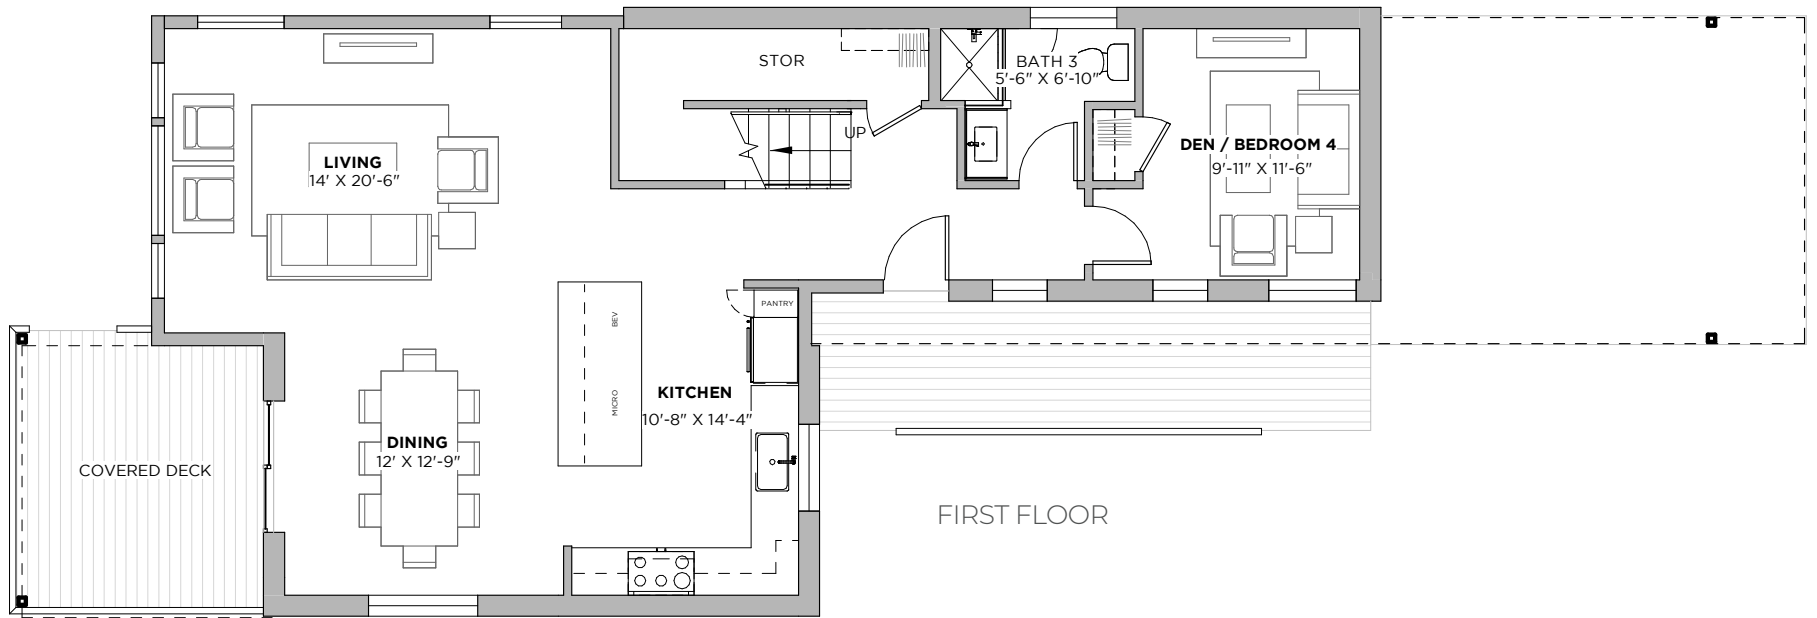 STOR
BATH 3
5'-6" X 6'-10"
UP
LIVING
14' X 20'-6"
DEN / BEDROOM 4
9'-11" X 11'-6"
PANTRY
BEV
MICRO
KITCHEN
10'-8" X 14'-4"
DINING
12' X 12'-9"
COVERED DECK
FIRST FLOOR